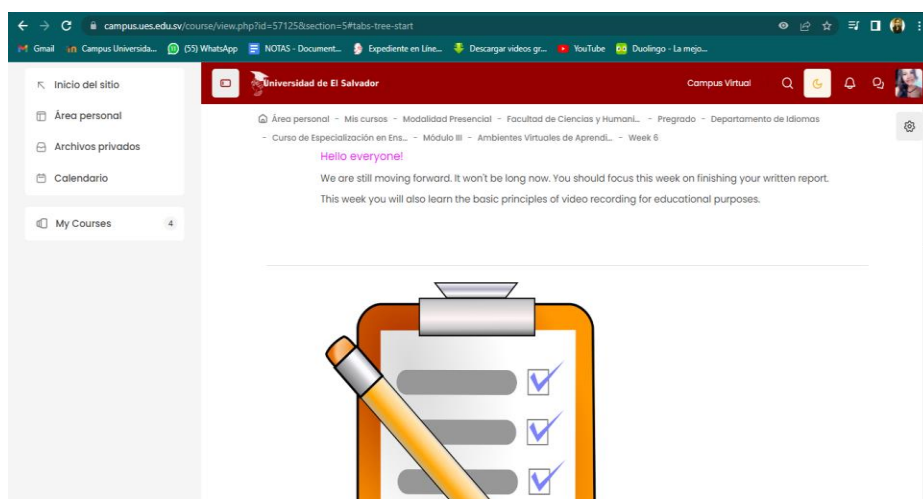 campus.ues.edu.sv/course/view.php?id=57125&section=5#tabs-tree-start
Gmail
Campus Universida...
(55) WhatsApp
NOTAS - Document...
Expediente en Líne...
Descargar videos gr...
YouTube
Duolingo - La mejo...
Inicio del sitio
Área personal
Archivos privados
Calendario
My Courses 4
Universidad de El Salvador
Campus Virtual
Área personal - Mis cursos - Modalidad Presencial - Facultad de Ciencias y Humani... - Pregrado - Departamento de Idiomas
- Curso de Especialización en Ens... - Módulo III - Ambientes Virtuales de Aprendi... - Week 6
Hello everyone!
We are still moving forward. It won't be long now. You should focus this week on finishing your written report.
This week you will also learn the basic principles of video recording for educational purposes.